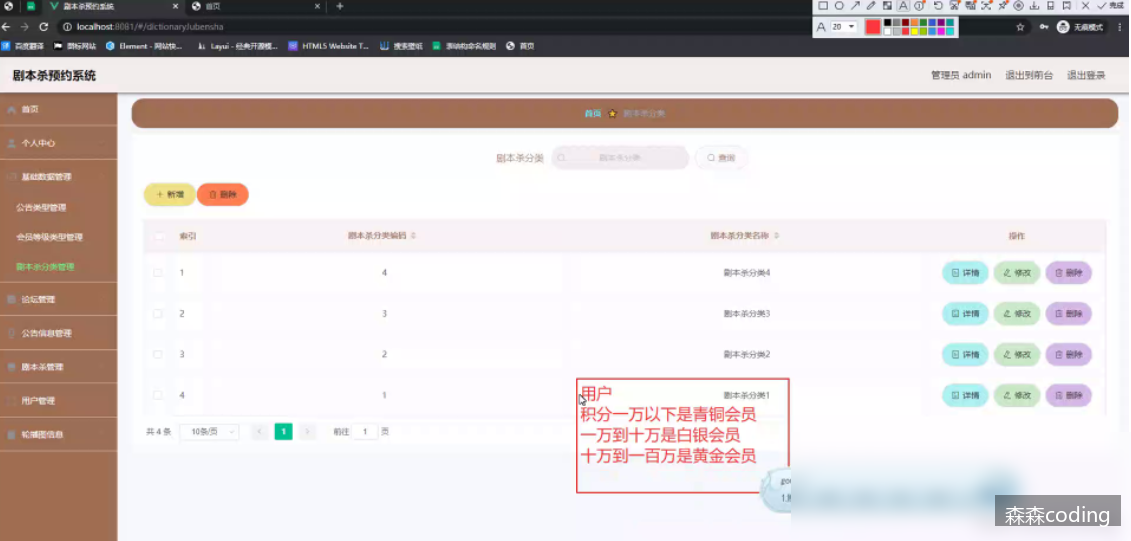 剧本杀预约系统
首页
A 20
完成
localhost:8081/#/dictionaryJubensha
无痕模式
百度翻译
图标网站
Element - 网站快...
Layui - 经典开源模...
HTML5 Website T...
搜索壁纸
首页
剧本杀预约系统
管理员 admin
退出到前台
退出登录
首页
首页
剧本杀分类
个人中心
基础数据管理
公告类型管理
会员等级类型管理
剧本杀分类管理
论坛管理
公告信息管理
剧本杀管理
用户管理
轮播图信息
剧本杀分类
剧本杀分类
查询
新增
删除
索引
剧本杀分类编码
剧本杀分类名称
操作
1 4 剧本杀分类4 详情 修改 删除
2 3 剧本杀分类3 详情 修改 删除
3 2 剧本杀分类2 详情 修改 删除
4 1 剧本杀分类1 详情 修改 删除
共 4 条
10条/页
1
前往 1 页
用户
积分一万以下是青铜会员
一万到十万是白银会员
十万到一百万是黄金会员
森森coding